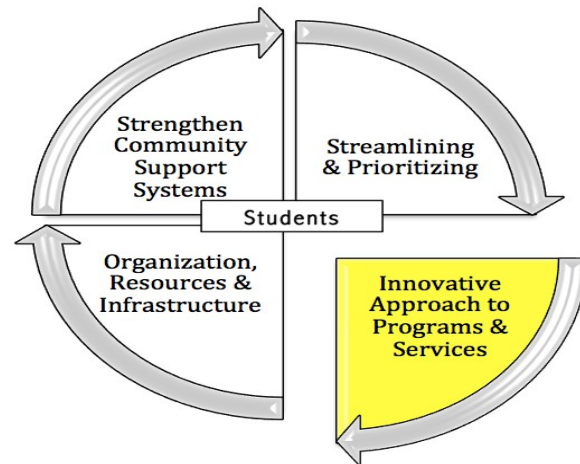 Strengthen
Community
Support
Systems
Streamlining
& Prioritizing
Students
Organization,
Resources &
Infrastructure
Innovative
Approach to
Programs &
Services